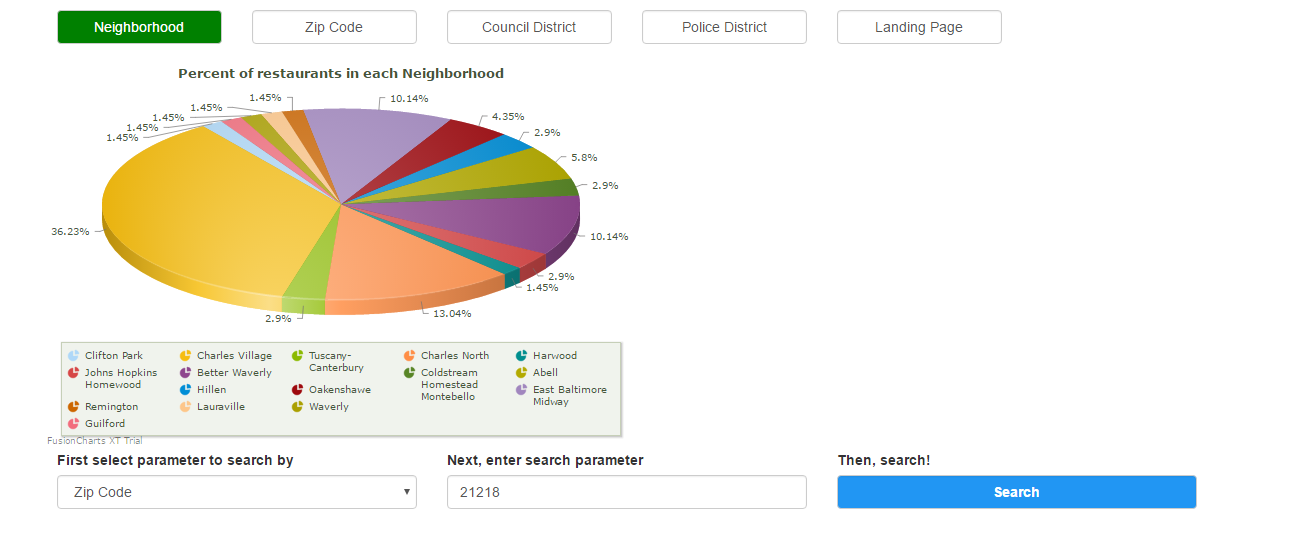 Neighborhood
Zip Code
Council District
Police District
Landing Page
Percent of restaurants in each Neighborhood
1.45%
10.14%
1.45%
4.35%
1.45%
1.45%
2.9%
1.45%
5.8%
2.9%
36.23%
10.14%
2.9%
1.45%
13.04%
2.9%
Clifton Park
Charles Village
Tuscany-
Canterbury
Charles North
Harwood
Johns Hopkins
Homewood
Better Waverly
Coldstream
Homestead
Montebello
Abell
Hillen
Oakenshawe
East Baltimore
Midway
Remington
Lauraville
Waverly
Guilford
FusionCharts XT Trial
First select parameter to search by
Next, enter search parameter
Then, search!
Zip Code
21218
Search